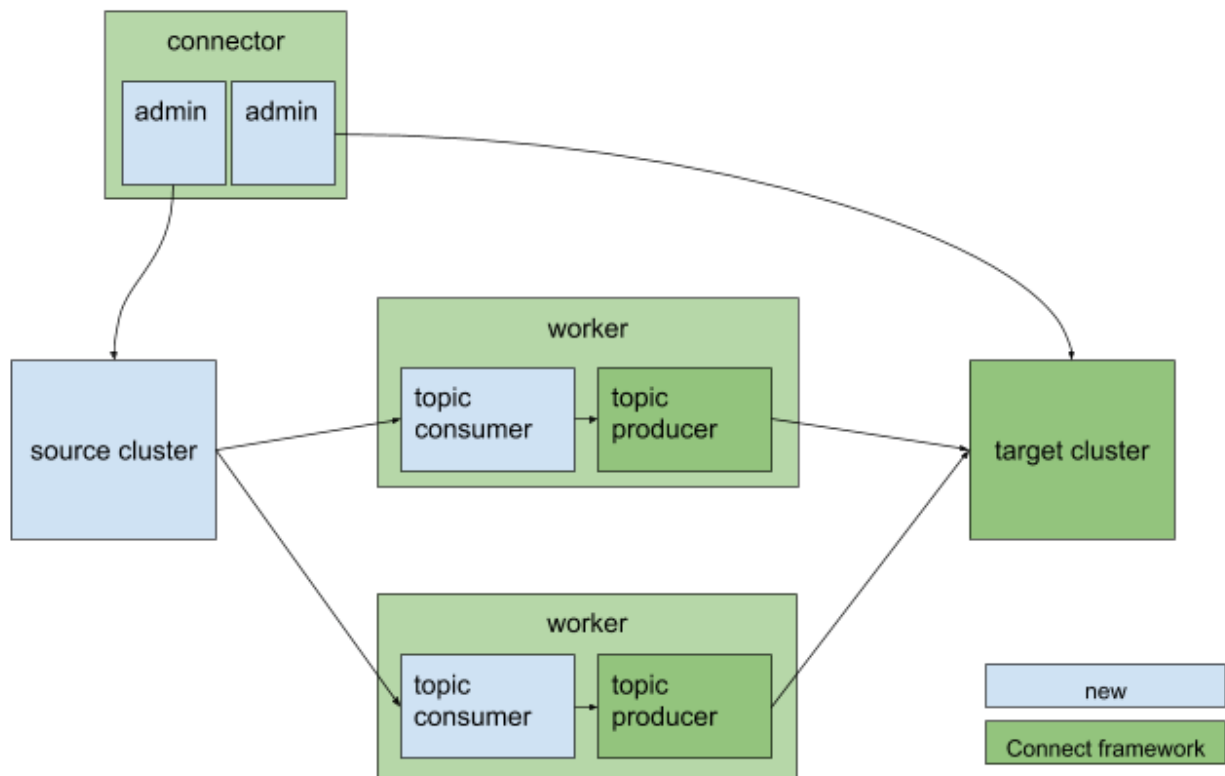 connector
admin
admin
worker
topic
consumer
topic
producer
source cluster
target cluster
worker
topic
consumer
topic
producer
new
Connect framework